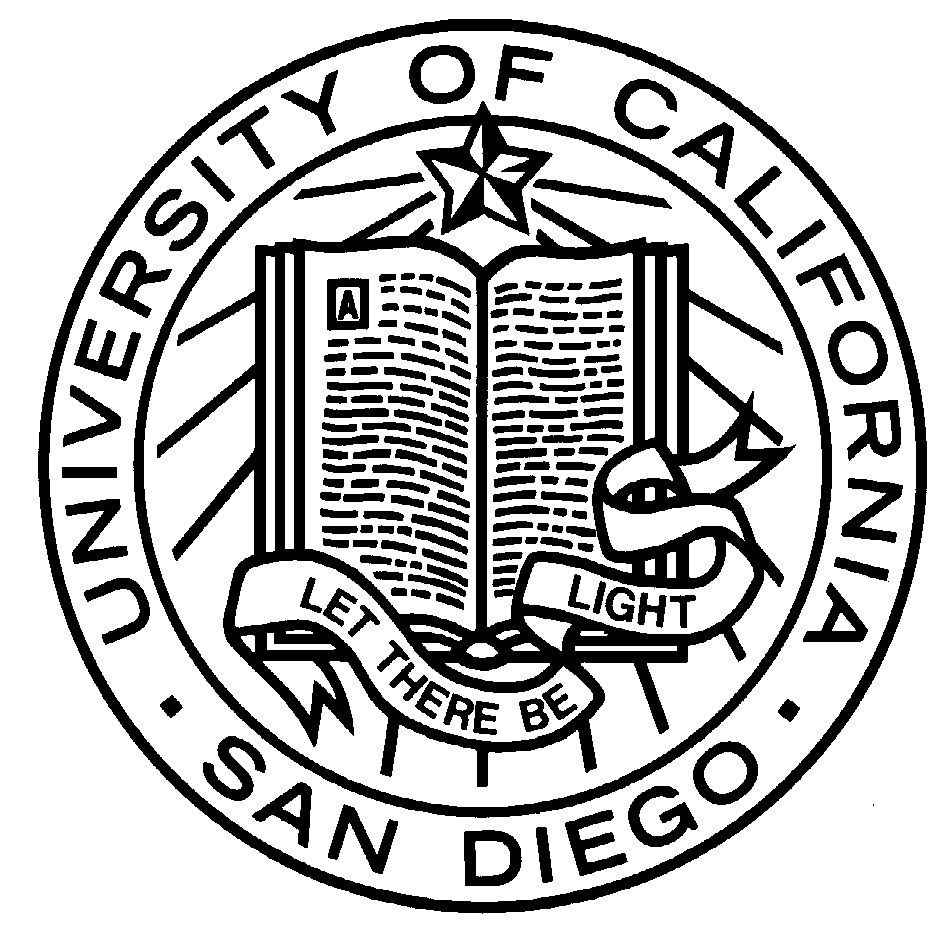 UNIVERSITY OF CALIFORNIA
A
LET THERE BE LIGHT
· SAN DIEGO ·